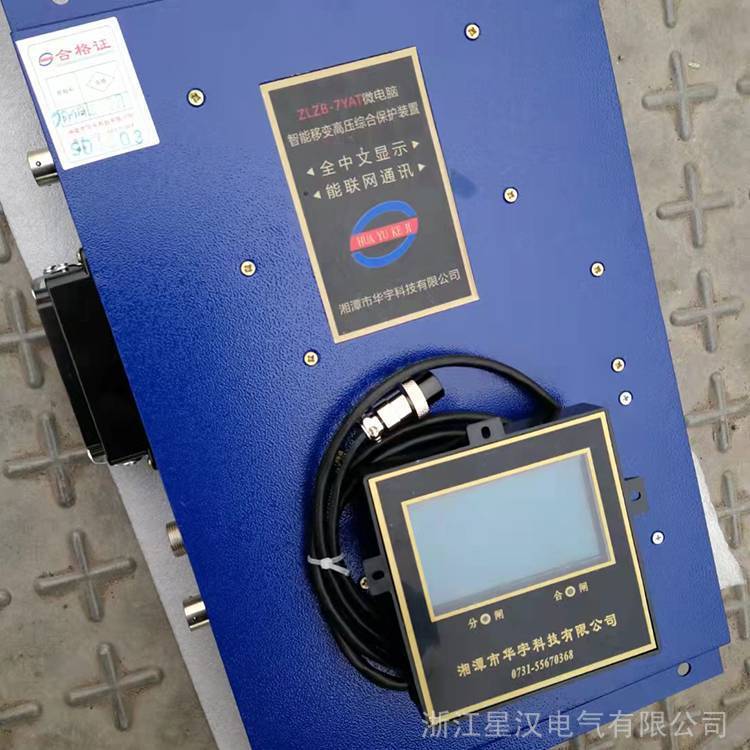 合格证
ZLZB-7YAT微电脑
智能移变高压综合保护装置
◀全中文显示▶
◀能联网通讯▶
HUA YU KE JI
湘潭市华宇科技有限公司
分 闸
合 闸
湘潭市华宇科技有限公司
0731-55670368
浙江星汉电气有限公司